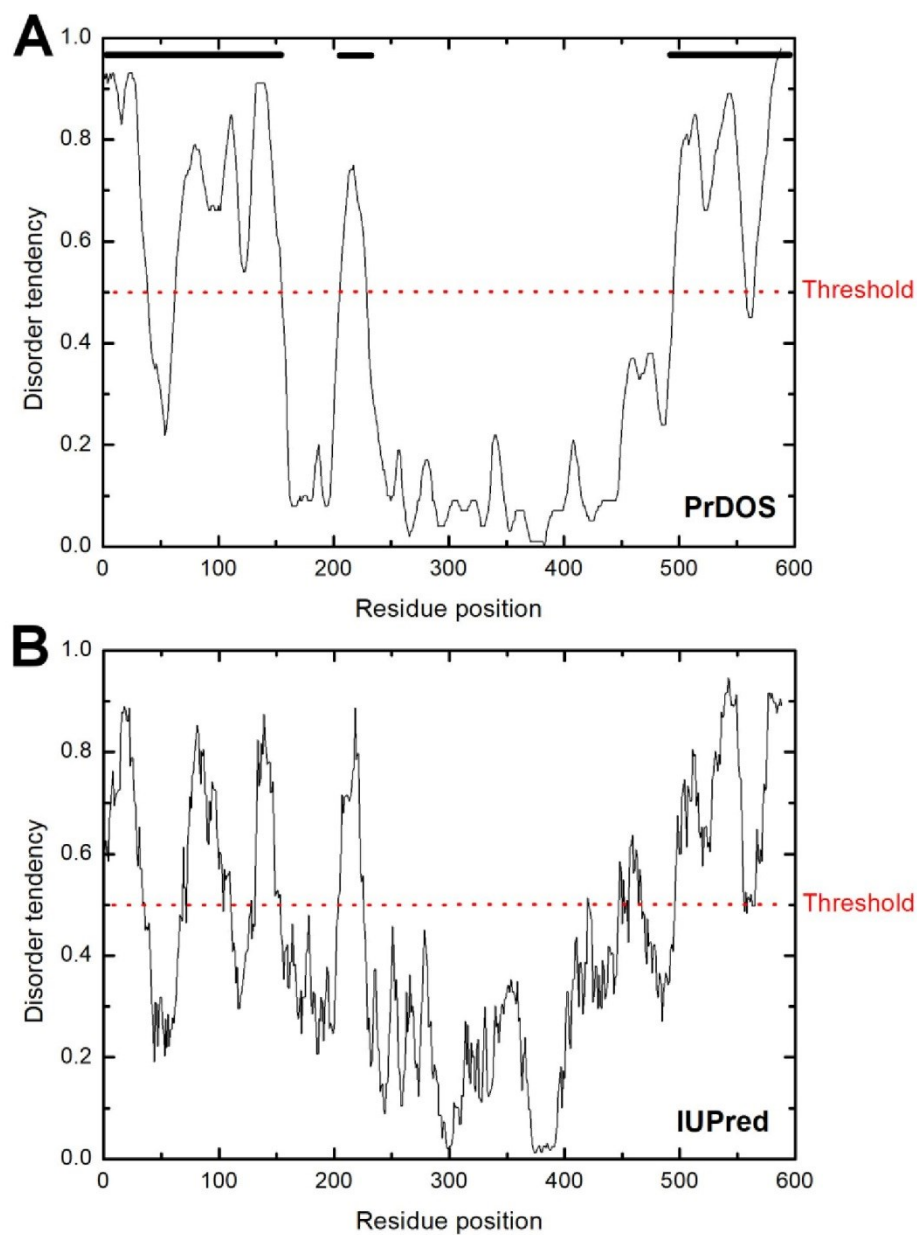 A
1.0
0.8
0.6
0.4
0.2
0.0
Disorder tendency
Threshold
PrDOS
0 100 200 300 400 500 600
Residue position
B
1.0
0.8
0.6
0.4
0.2
0.0
Disorder tendency
Threshold
IUPred
0 100 200 300 400 500 600
Residue position